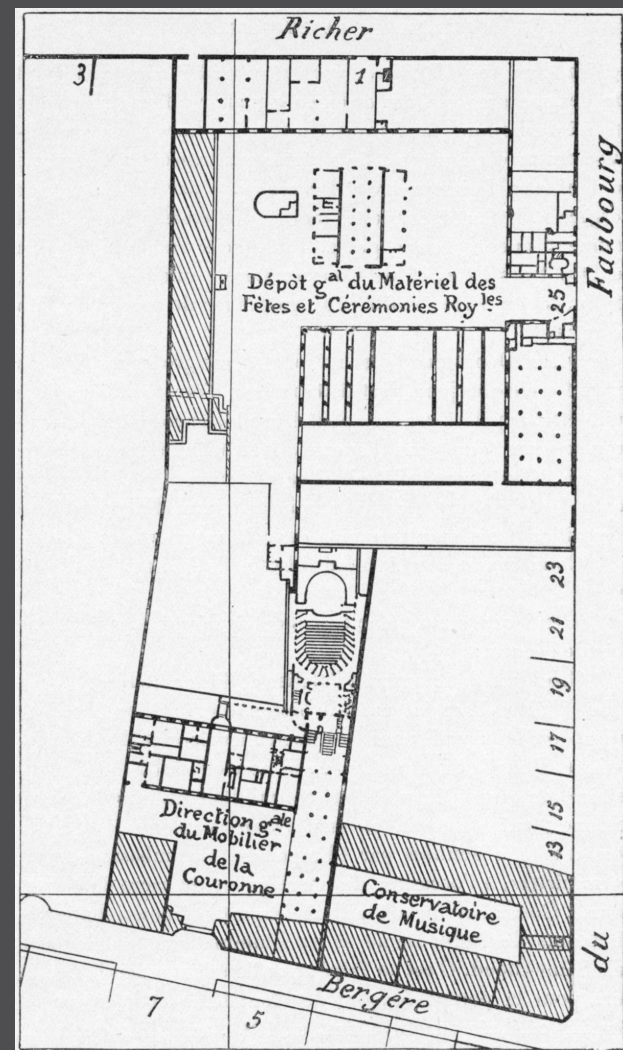 Richer
3
1
Faubourg
Dépôt gal du Matériel des
Fêtes et Cérémonies Royles
25
23
21
19
17
15
13
Direction gale
du Mobilier
de la
Couronne
Conservatoire
de Musique
du
Bergére
7
5